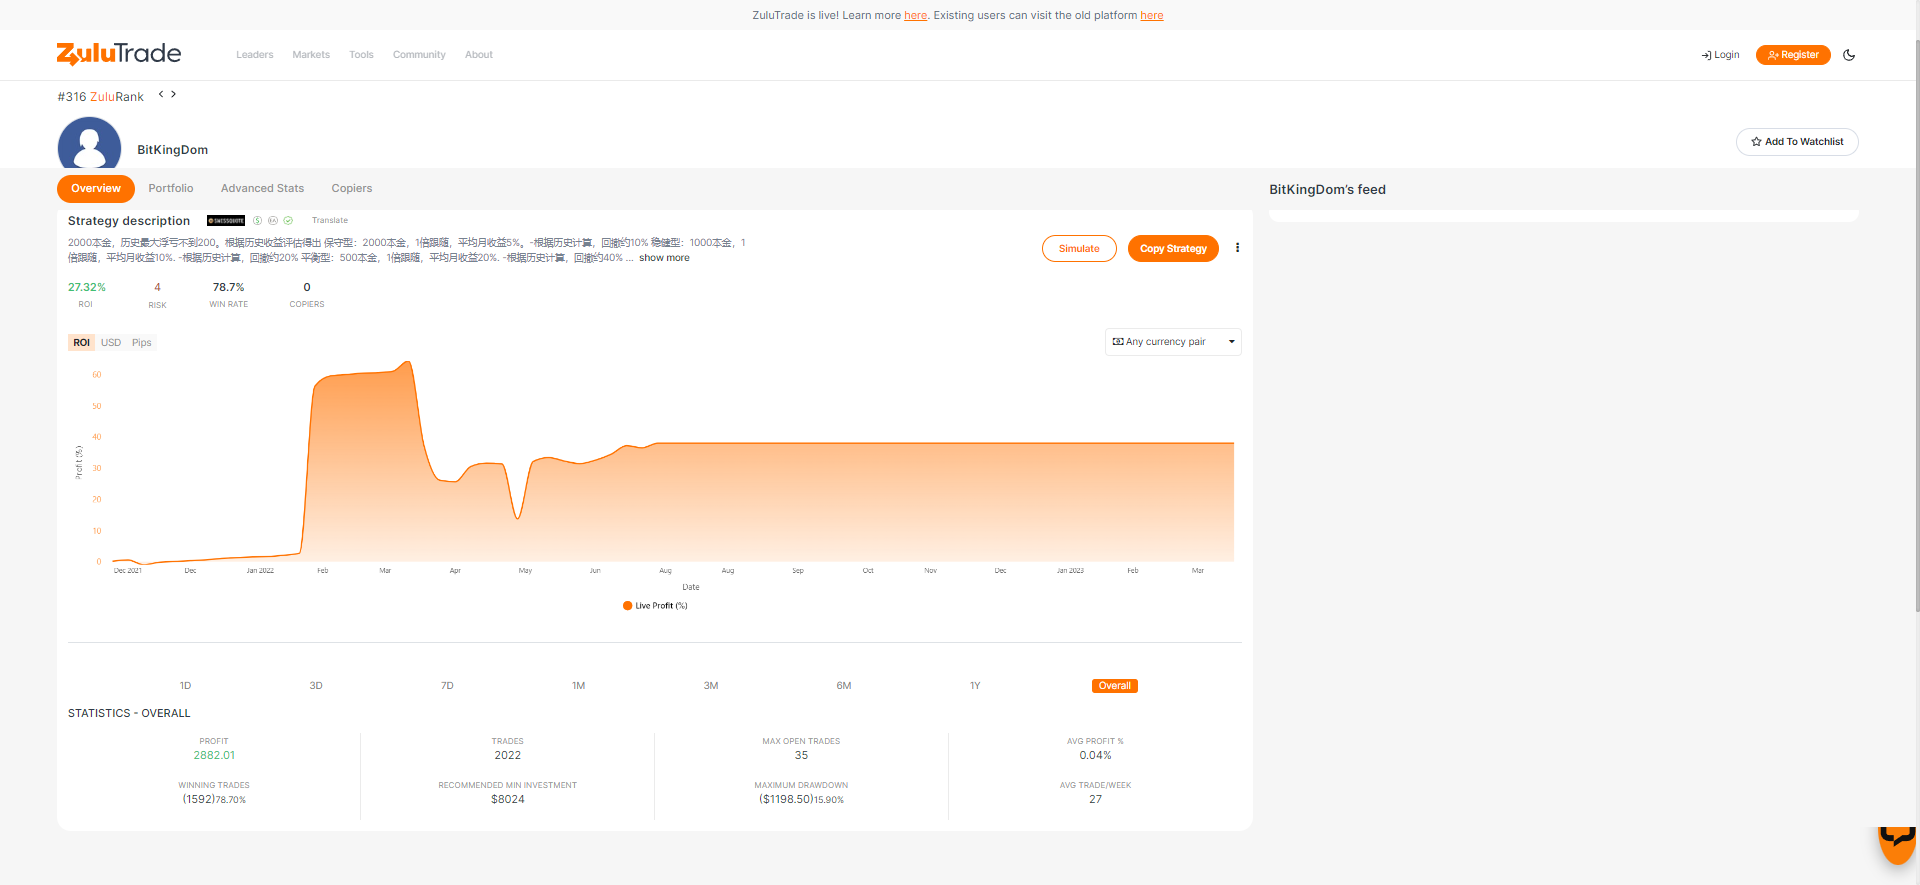 ZuluTrade is live! Learn more here. Existing users can visit the old platform here
ZuluTrade
Leaders Markets Tools Community About
Login Register
#316 ZuluRank
BitKingDom
Add To Watchlist
Overview Portfolio Advanced Stats Copiers
BitKingDom's feed
Strategy description SWISSQUOTE EA Translate
2000本金，历史最大浮亏不到200。根据历史收益评估得出 保守型：2000本金，1倍跟随，平均月收益5%。-根据历史计算，回撤约10% 稳健型：1000本金，1
倍跟随，平均月收益10%. -根据历史计算，回撤约20% 平衡型：500本金，1倍跟随，平均月收益20%. -根据历史计算，回撤约40% ... show more
Simulate Copy Strategy
27.32% 4 78.7% 0
ROI RISK WIN RATE COPIERS
ROI USD Pips
Any currency pair
60
50
40
30
20
10
0
Profit (%)
Dec 2021 Dec Jan 2022 Feb Mar Apr May Jun Aug Aug Sep Oct Nov Dec Jan 2023 Feb Mar
Date
Live Profit (%)
1D 3D 7D 1M 3M 6M 1Y Overall
STATISTICS - OVERALL
PROFIT TRADES MAX OPEN TRADES AVG PROFIT %
2882.01 2022 35 0.04%
WINNING TRADES RECOMMENDED MIN INVESTMENT MAXIMUM DRAWDOWN AVG TRADE/WEEK
(1592)78.70% $8024 ($1198.50)15.90% 27